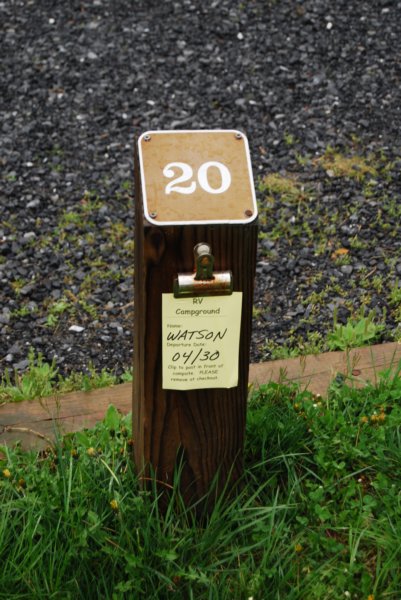 20
RV
Campground
Name:
WATSON
Departure Date:
04/30
Clip to post in front of
campsite. PLEASE
remove at checkout.